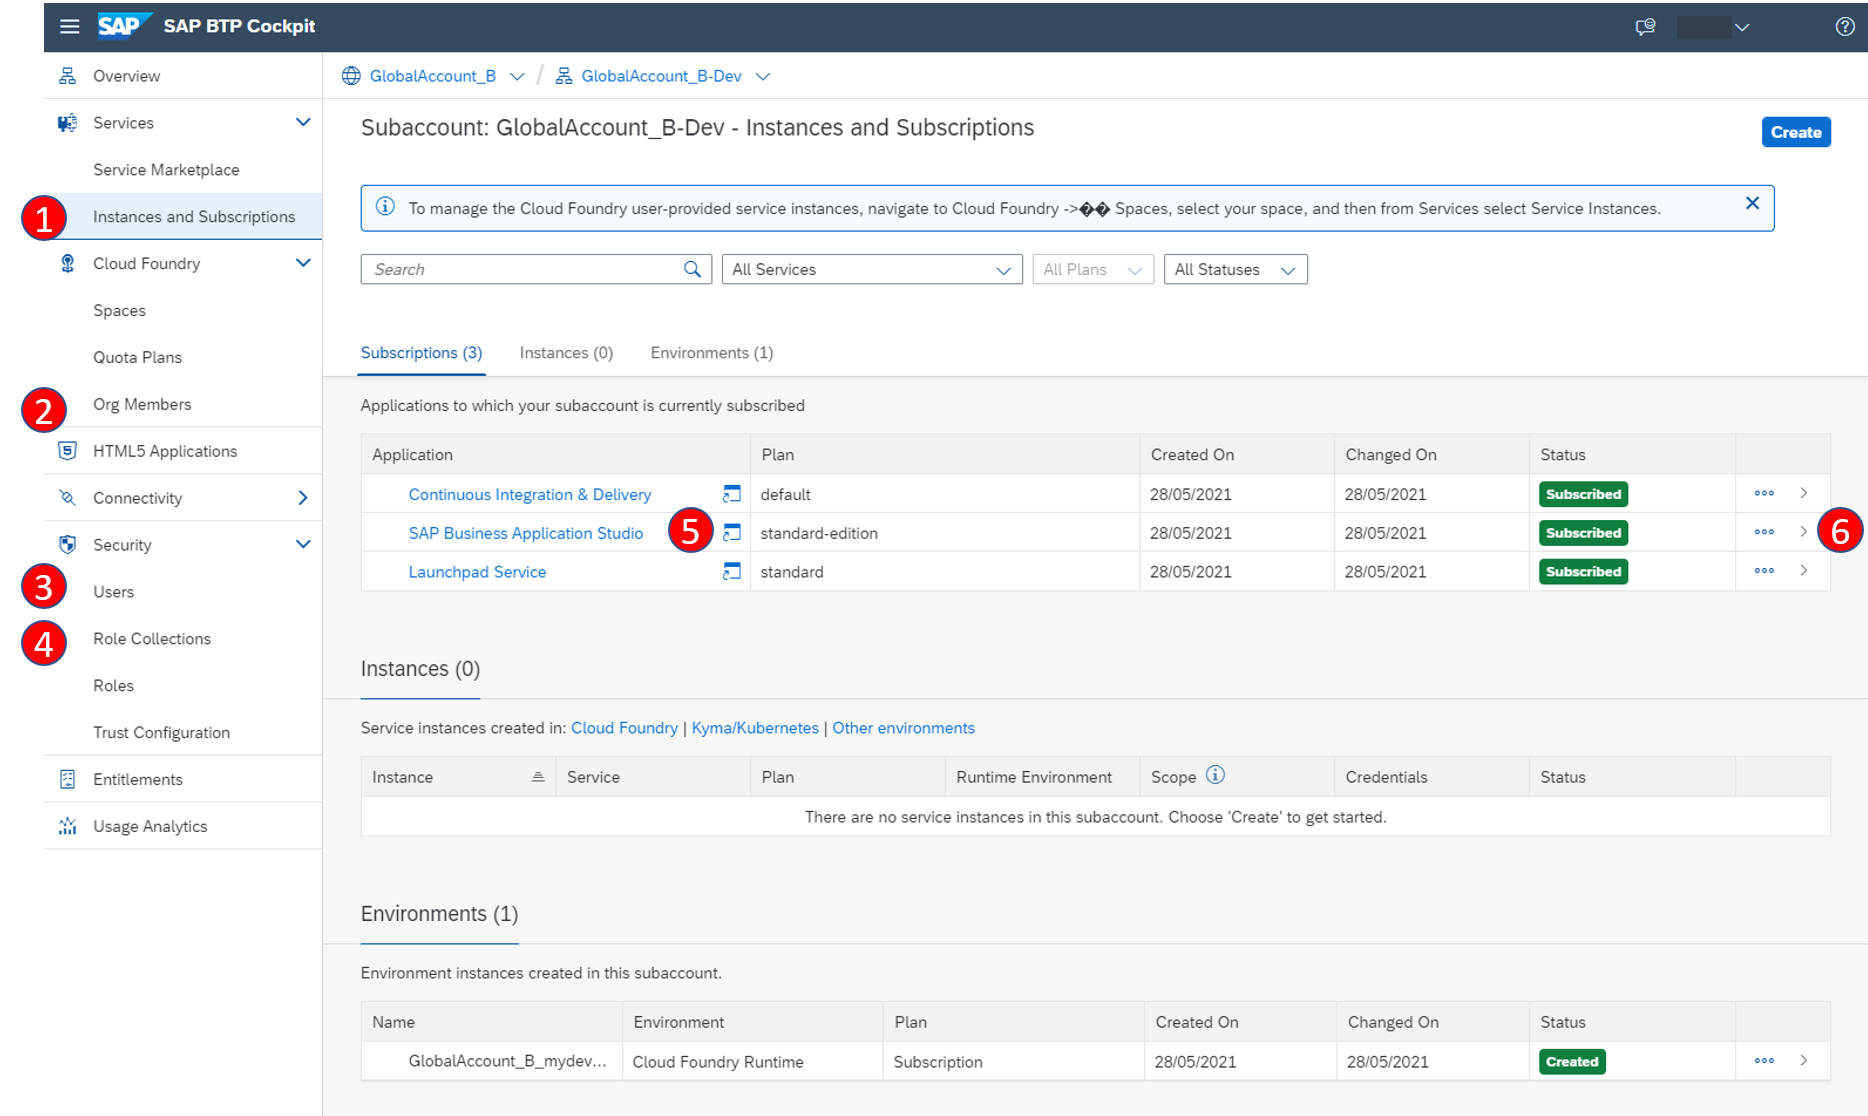 SAP SAP BTP Cockpit
Overview
Services
Service Marketplace
1 Instances and Subscriptions
Cloud Foundry
Spaces
Quota Plans
2 Org Members
HTML5 Applications
Connectivity
Security
3 Users
4 Role Collections
Roles
Trust Configuration
Entitlements
Usage Analytics
GlobalAccount_B / GlobalAccount_B-Dev
Subaccount: GlobalAccount_B-Dev - Instances and Subscriptions
Create
To manage the Cloud Foundry user-provided service instances, navigate to Cloud Foundry ->�� Spaces, select your space, and then from Services select Service Instances.
Search All Services All Plans All Statuses
Subscriptions (3) Instances (0) Environments (1)
Applications to which your subaccount is currently subscribed
Application Plan Created On Changed On Status
Continuous Integration & Delivery default 28/05/2021 28/05/2021 Subscribed
SAP Business Application Studio 5 standard-edition 28/05/2021 28/05/2021 Subscribed 6
Launchpad Service standard 28/05/2021 28/05/2021 Subscribed
Instances (0)
Service instances created in: Cloud Foundry | Kyma/Kubernetes | Other environments
Instance Service Plan Runtime Environment Scope Credentials Status
There are no service instances in this subaccount. Choose 'Create' to get started.
Environments (1)
Environment instances created in this subaccount.
Name Environment Plan Created On Changed On Status
GlobalAccount_B_mydev... Cloud Foundry Runtime Subscription 28/05/2021 28/05/2021 Created